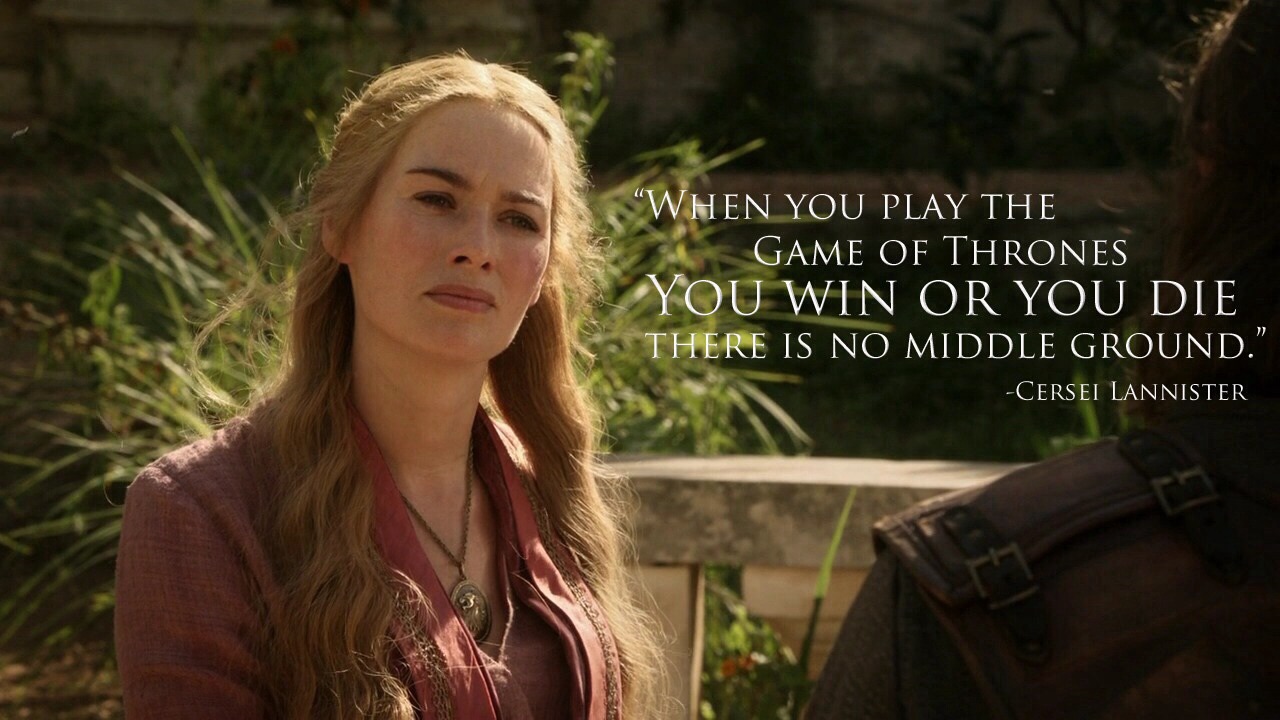 “When you play the
Game of Thrones
You win or you die
there is no middle ground.”
-Cersei Lannister